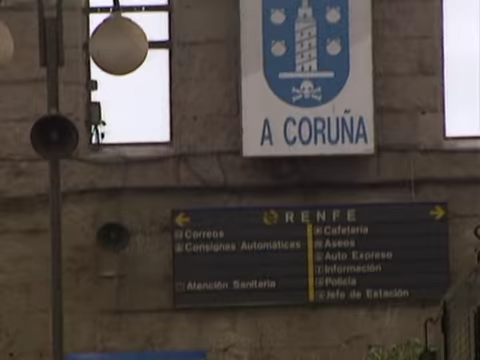 A CORUÑA
RENFE
Correos
Consignas Automáticas
Atención Sanitaria
Cafetería
Aseos
Auto Expreso
Información
Policía
Jefe de Estación